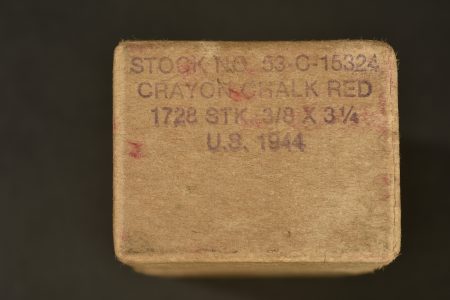 STOCK NO. 53-C-15324
CRAYON-CHALK RED
1728 STK. 3/8 X 3¼
U.S. 1944